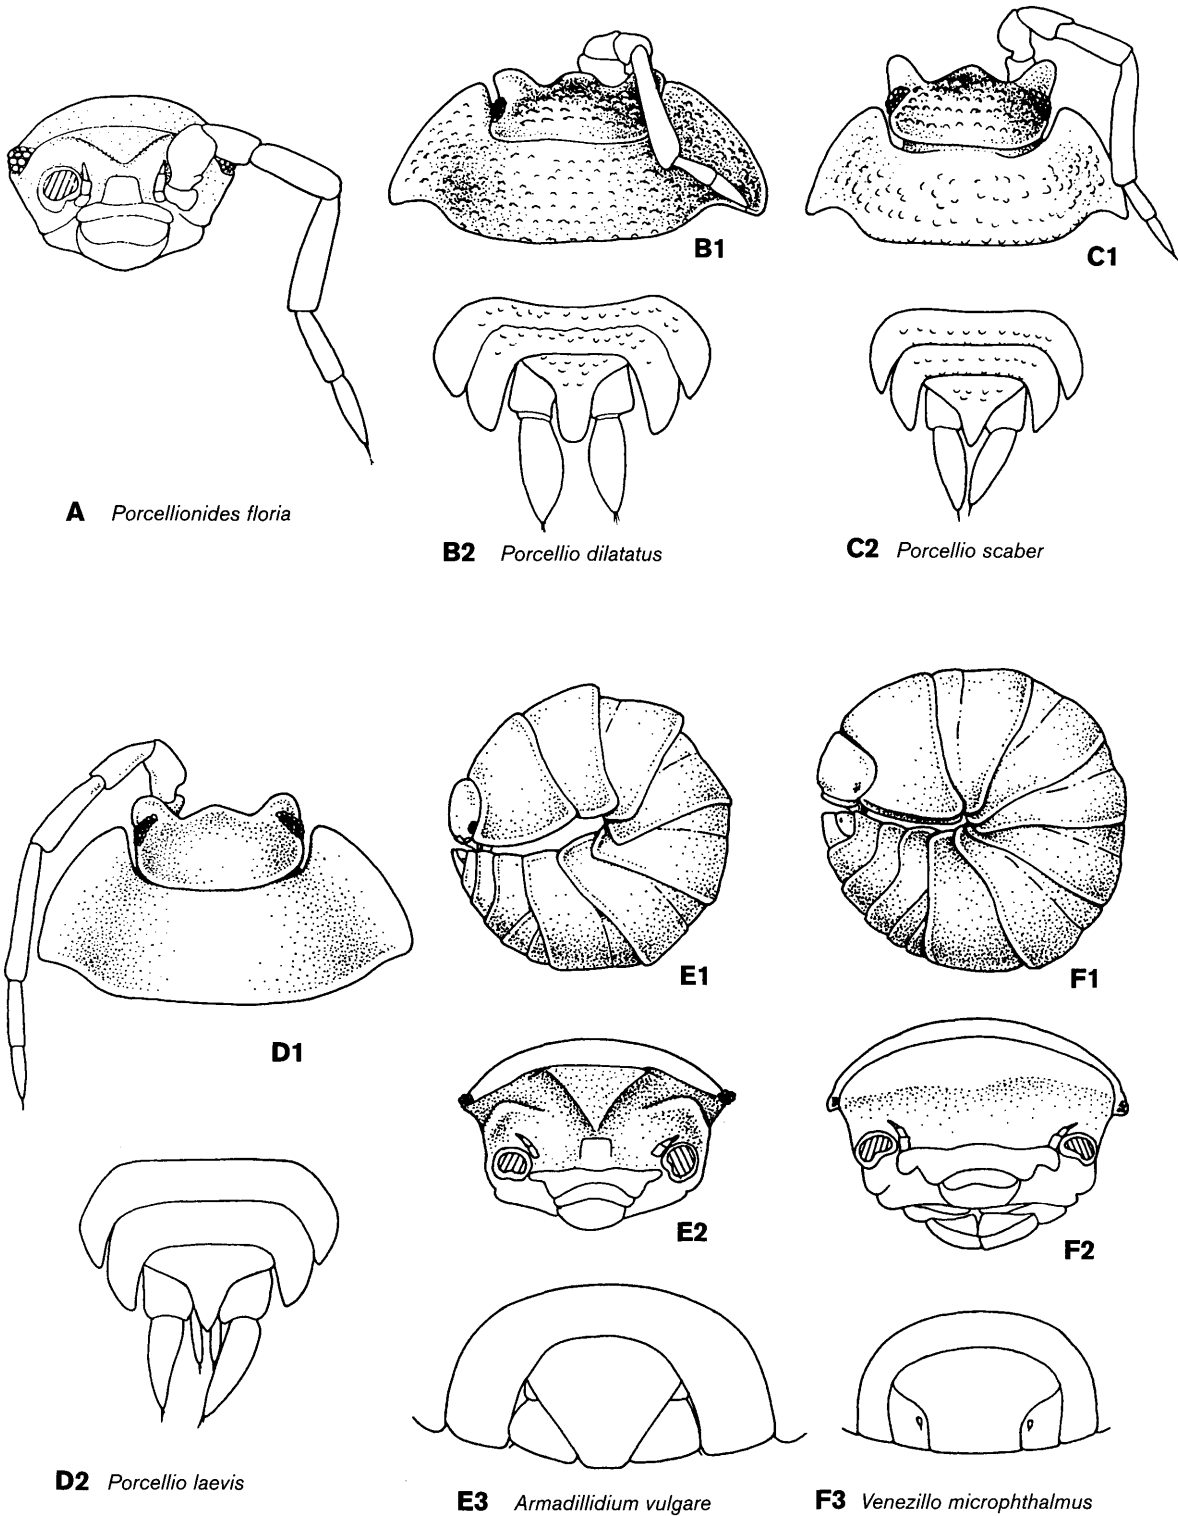 B1
C1
A Porcellionides floria
B2 Porcellio dilatatus
C2 Porcellio scaber
D1
E1
F1
E2
F2
D2 Porcellio laevis
E3 Armadillidium vulgare
F3 Venezillo microphthalmus